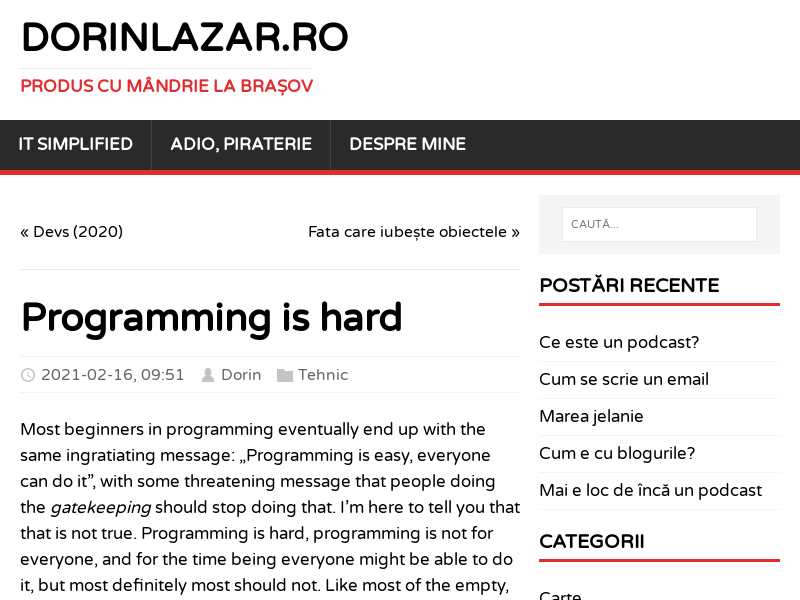 DORINLAZAR.RO
PRODUS CU MÂNDRIE LA BRAȘOV
IT SIMPLIFIED
ADIO, PIRATERIE
DESPRE MINE
« Devs (2020)
Fata care iubește obiectele »
Programming is hard
2021-02-16, 09:51 Dorin Tehnic
Most beginners in programming eventually end up with the
same ingratiating message: „Programming is easy, everyone
can do it”, with some threatening message that people doing
the gatekeeping should stop doing that. I’m here to tell you that
that is not true. Programming is hard, programming is not for
everyone, and for the time being everyone might be able to do
it, but most definitely most should not. Like most of the empty,
CAUTĂ...
POSTĂRI RECENTE
Ce este un podcast?
Cum se scrie un email
Marea jelanie
Cum e cu blogurile?
Mai e loc de încă un podcast
CATEGORII
Carte